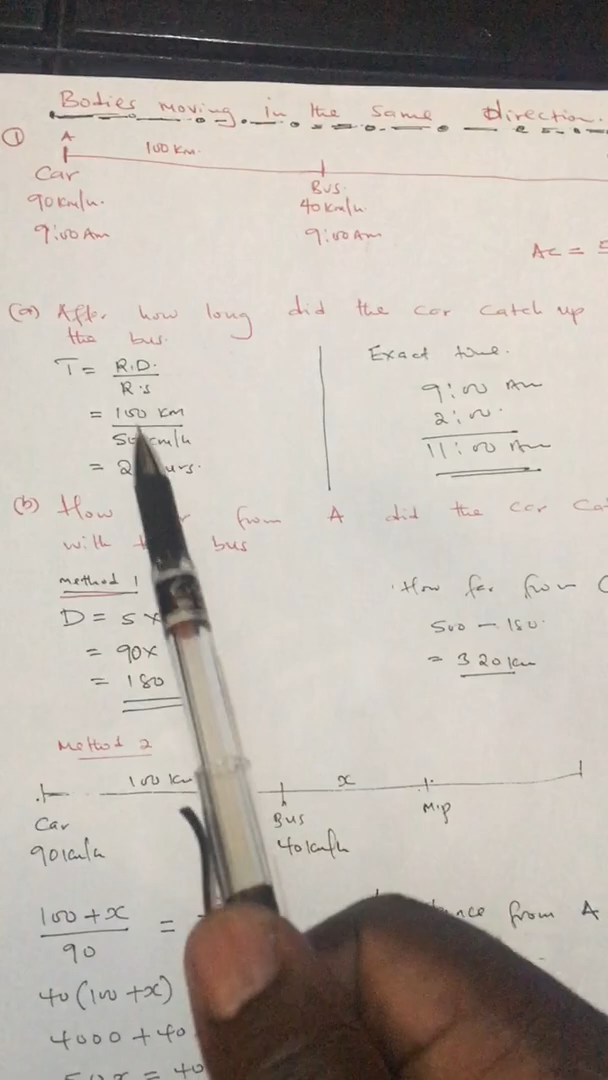 Bodies moving in the same direction.
① A
100 Km.
Car Bus.
90 Km/h. 40 Km/h.
9:00 Am 9:00 Am
AC =
(a) After how long did the car catch up
the bus.
T = R.D.
R.s
= 100 Km
Km/h
= 2 urs.
Exact time.
9:00 Am
2:00.
11:00 Am
(b) How from A did the car
with bus
method 1
D = S ×
= 90×
= 180
How far from
500 - 180.
= 320 km
Method 2
100 Km x
Car Bus M.p
90 km/h 40 km/h
100 + x =
90
from A
40 (100 + x)
4000 + 40
50x = 40